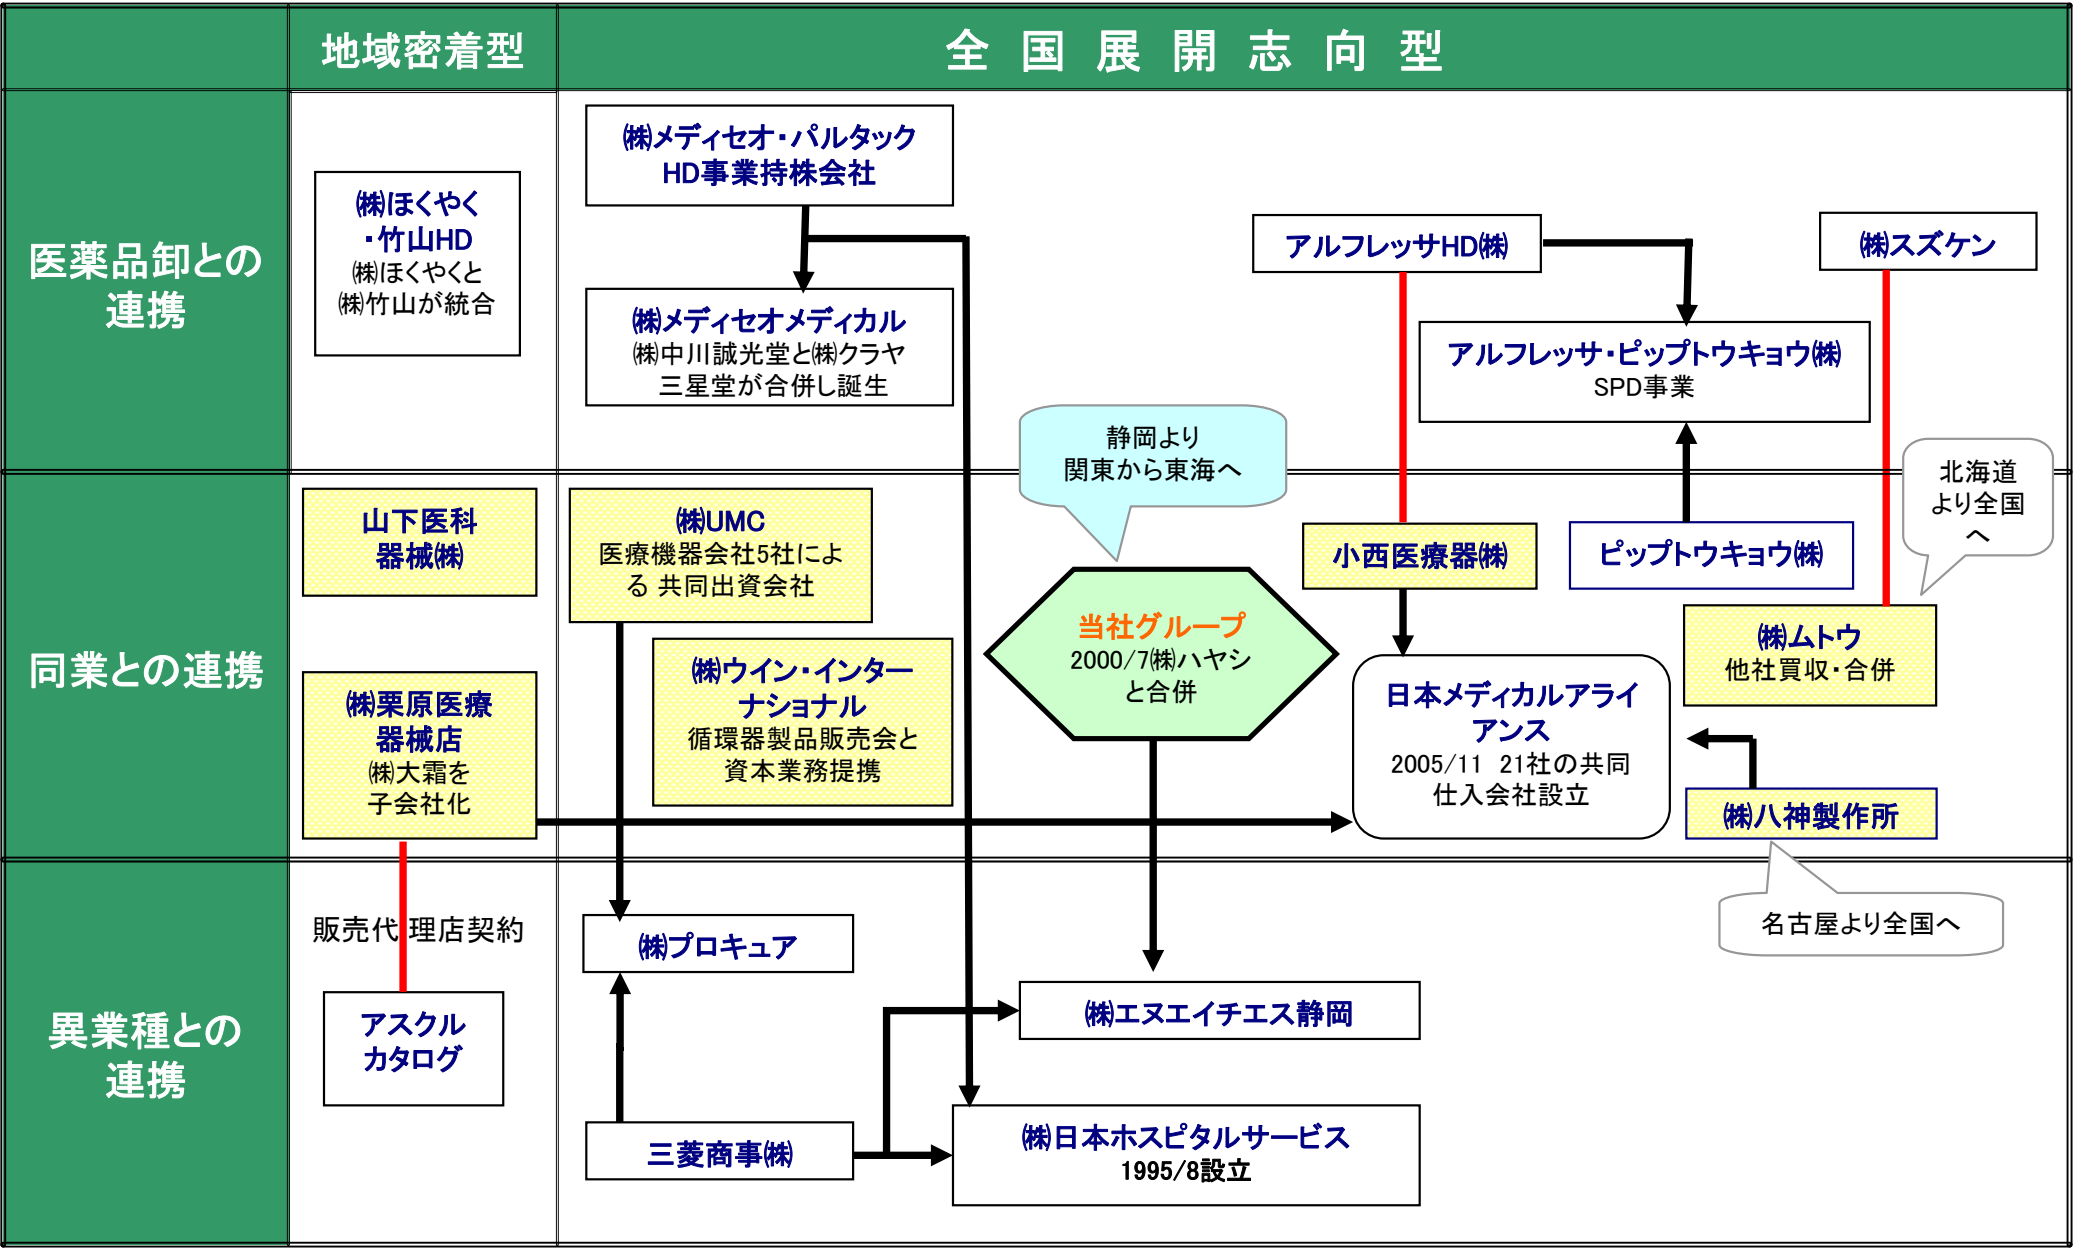 地域密着型
全国展開志向型
医薬品卸との
連携
㈱ほくやく
・竹山HD
㈱ほくやくと
㈱竹山が統合
㈱メディセオ・パルタック
HD事業持株会社
㈱メディセオメディカル
㈱中川誠光堂と㈱クラヤ
三星堂が合併し誕生
アルフレッサHD㈱
㈱スズケン
アルフレッサ・ピップトウキョウ㈱
SPD事業
静岡より
関東から東海へ
北海道
より全国
へ
同業との連携
山下医科
器械㈱
㈱UMC
医療機器会社5社によ
る 共同出資会社
小西医療器㈱
ピップトウキョウ㈱
当社グループ
2000/7㈱ハヤシ
と合併
㈱ムトウ
他社買収・合併
㈱ウイン・インター
ナショナル
循環器製品販売会と
資本業務提携
㈱栗原医療
器械店
㈱大霜を
子会社化
日本メディカルアライ
アンス
2005/11 21社の共同
仕入会社設立
㈱八神製作所
名古屋より全国へ
異業種との
連携
販売代理店契約
アスクル
カタログ
㈱プロキュア
㈱エヌエイチエス静岡
三菱商事㈱
㈱日本ホスピタルサービス
1995/8設立